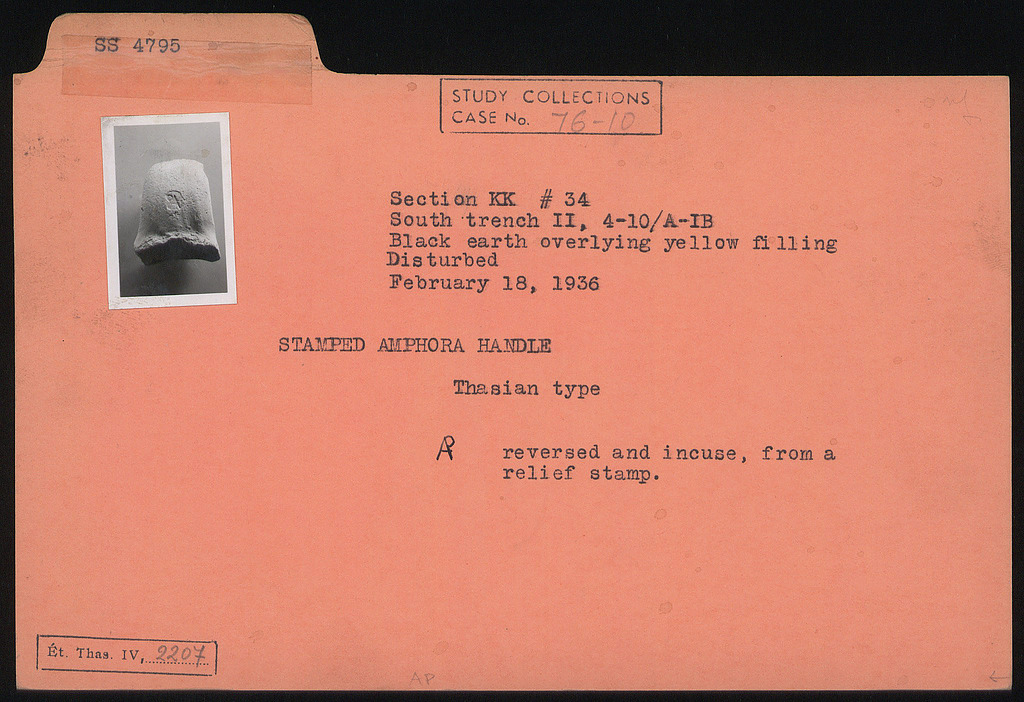 SS 4795
STUDY COLLECTIONS
CASE No. 76-10
Section KK # 34
South trench II, 4-10/A-IB
Black earth overlying yellow filling
Disturbed
February 18, 1936
STAMPED AMPHORA HANDLE
Thasian type
AP reversed and incuse, from a
relief stamp.
Ét. Thas. IV, 2207
AP